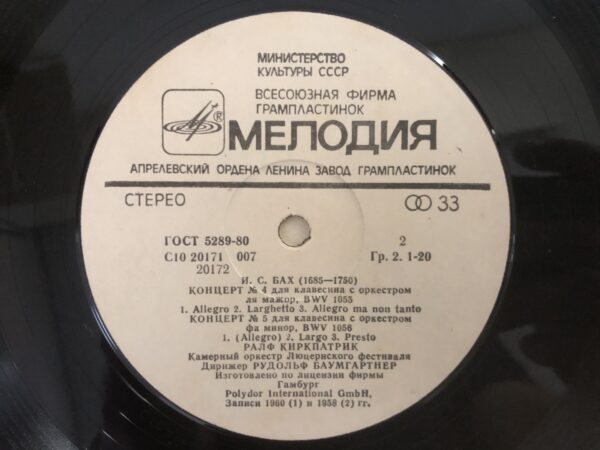 МИНИСТЕРСТВО
КУЛЬТУРЫ СССР
ВСЕСОЮЗНАЯ ФИРМА
ГРАМПЛАСТИНОК
® МЕЛОДИЯ
АПРЕЛЕВСКИЙ ОРДЕНА ЛЕНИНА ЗАВОД ГРАМПЛАСТИНОК
СТЕРЕО 33
ГОСТ 5289-80 2
С10 20171 007 Гр. 2. 1-20
20172
И. С. БАХ (1685—1750)
КОНЦЕРТ № 4 для клавесина с оркестром
ля мажор, BWV 1055
1. Allegro 2. Larghetto 3. Allegro ma non tanto
КОНЦЕРТ № 5 для клавесина с оркестром
фа минор, BWV 1056
1. (Allegro) 2. Largo 3. Presto
РАЛФ КИРКПАТРИК
Камерный оркестр Люцернского фестиваля
Дирижер РУДОЛЬФ БАУМГАРТНЕР
Изготовлено по лицензии фирмы
Гамбург
Polydor International GmbH,
Записи 1960 (1) и 1958 (2) гг.